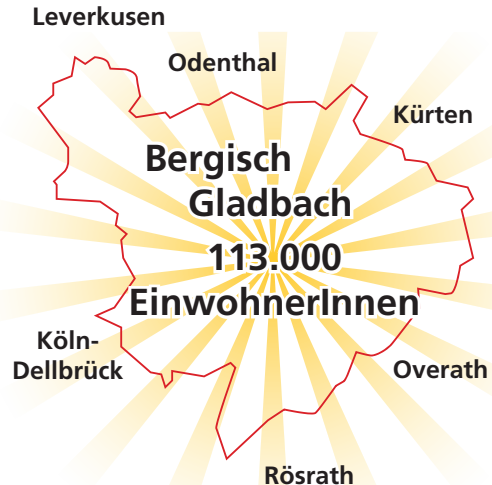 Leverkusen
Odenthal
Kürten
Bergisch
Gladbach
113.000
EinwohnerInnen
Köln-
Dellbrück
Overath
Rösrath